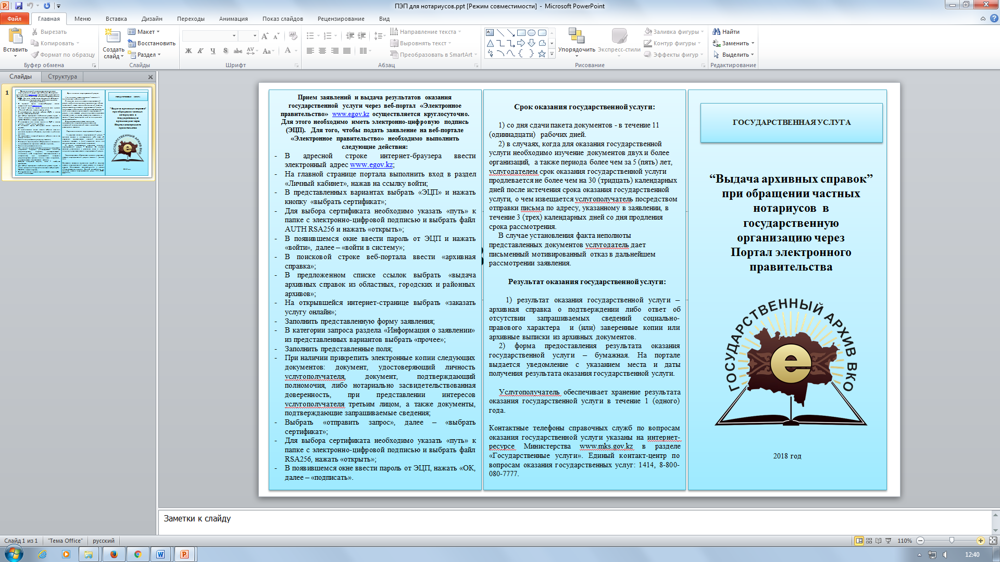 ПЭП для нотариусов.ppt [Режим совместимости] - Microsoft PowerPoint
Файл Главная Меню Вставка Дизайн Переходы Анимация Показ слайдов Рецензирование Вид
Вставить
Вырезать
Копировать
Формат по образцу
Буфер обмена
Создать слайд
Макет
Восстановить
Раздел
Слайды
Ж К Ч S abc AV Aa A
Шрифт
Направление текста
Выровнять текст
Преобразовать в SmartArt
Абзац
Упорядочить
Экспресс-стили
Заливка фигуры
Контур фигуры
Эффекты фигур
Рисование
Найти
Заменить
Выделить
Редактирование
Слайды Структура
1
Прием заявлений и выдача результатов оказания
государственной услуги через веб-портал «Электронное
правительство» www.egov.kz осуществляется круглосуточно.
Для этого необходимо иметь электронно-цифровую подпись
(ЭЦП). Для того, чтобы подать заявление на веб-портале
«Электронное правительство» необходимо выполнить
следующие действия:
- В адресной строке интернет-браузера ввести
электронный адрес www.egov.kz;
- На главной странице портала выполнить вход в раздел
«Личный кабинет», нажав на ссылку войти;
- В представленных вариантах выбрать «ЭЦП» и нажать
кнопку «выбрать сертификат»;
- Для выбора сертификата необходимо указать «путь» к
папке с электронно-цифровой подписью и выбрать файл
AUTH RSA256 и нажать «открыть»;
- В появившемся окне ввести пароль от ЭЦП и нажать
«войти», далее – «войти в систему»;
- В поисковой строке веб-портала ввести «архивная
справка»;
- В предложенном списке ссылок выбрать «выдача
архивных справок из областных, городских и районных
архивов»;
- На открывшейся интернет-странице выбрать «заказать
услугу онлайн»;
- Заполнить представленную форму заявления;
- В категории запроса раздела «Информация о заявлении»
из представленных вариантов выбрать «прочее»;
- Заполнить представленные поля;
- При наличии прикрепить электронные копии следующих
документов: документ, удостоверяющий личность
услугополучателя, документ, подтверждающий
полномочия, либо нотариально засвидетельствованная
доверенность, при представлении интересов
услугополучателя третьим лицом, а также документы,
подтверждающие запрашиваемые сведения;
- Выбрать «отправить запрос», далее – «выбрать
сертификат»;
- Для выбора сертификата необходимо указать «путь» к
папке с электронно-цифровой подписью и выбрать файл
RSA256, нажать «открыть»;
- В появившемся окне ввести пароль от ЭЦП, нажать «ОК,
далее – «подписать».
Срок оказания государственной услуги:
1) со дня сдачи пакета документов - в течение 11
(одиннадцати) рабочих дней.
2) в случаях, когда для оказания государственной
услуги необходимо изучение документов двух и более
организаций, а также периода более чем за 5 (пять) лет,
услугодателем срок оказания государственной услуги
продлевается не более чем на 30 (тридцать) календарных
дней после истечения срока оказания государственной
услуги, о чем извещается услугополучатель посредством
отправки письма по адресу, указанному в заявлении, в
течение 3 (трех) календарных дней со дня продления
срока рассмотрения.
В случае установления факта неполноты
представленных документов услугодатель дает
письменный мотивированный отказ в дальнейшем
рассмотрении заявления.
Результат оказания государственной услуги:
1) результат оказания государственной услуги –
архивная справка о подтверждении либо ответ об
отсутствии запрашиваемых сведений социально-
правового характера и (или) заверенные копии или
архивные выписки из архивных документов.
2) форма предоставления результата оказания
государственной услуги – бумажная. На портале
выдается уведомление с указанием места и даты
получения результата оказания государственной услуги.
Услугополучатель обеспечивает хранение результата
оказания государственной услуги в течение 1 (одного)
года.
Контактные телефоны справочных служб по вопросам
оказания государственной услуги указаны на интернет-
ресурсе Министерства www.mks.gov.kz в разделе
«Государственные услуги». Единый контакт-центр по
вопросам оказания государственных услуг: 1414, 8-800-
080-7777.
ГОСУДАРСТВЕННАЯ УСЛУГА
“Выдача архивных справок”
при обращении частных
нотариусов в
государственную
организацию через
Портал электронного
правительства
ГОСУДАРСТВЕННЫЙ АРХИВ ВКО
е
2018 год
Заметки к слайду
Слайд 1 из 1 "Тема Office" русский 110%
12:40